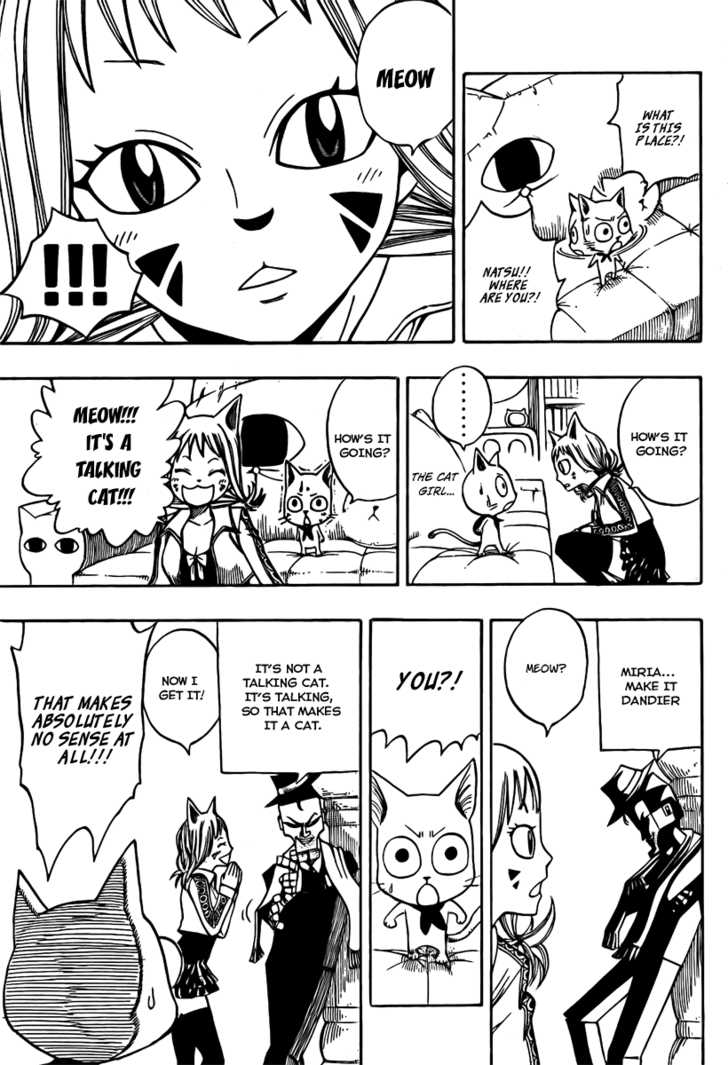 WHAT
IS THIS
PLACE?!
NATSU!!
WHERE
ARE YOU?!
MEOW
!!!
HOW'S IT
GOING?
THE CAT
GIRL...
HOW'S IT
GOING?
MEOW!!!
IT'S A
TALKING
CAT!!!
MIRIA...
MAKE IT
DANDIER
MEOW?
YOU?!
IT'S NOT A
TALKING CAT.
IT'S TALKING,
SO THAT MAKES
IT A CAT.
NOW I
GET IT!
THAT MAKES
ABSOLUTELY
NO SENSE AT
ALL!!!